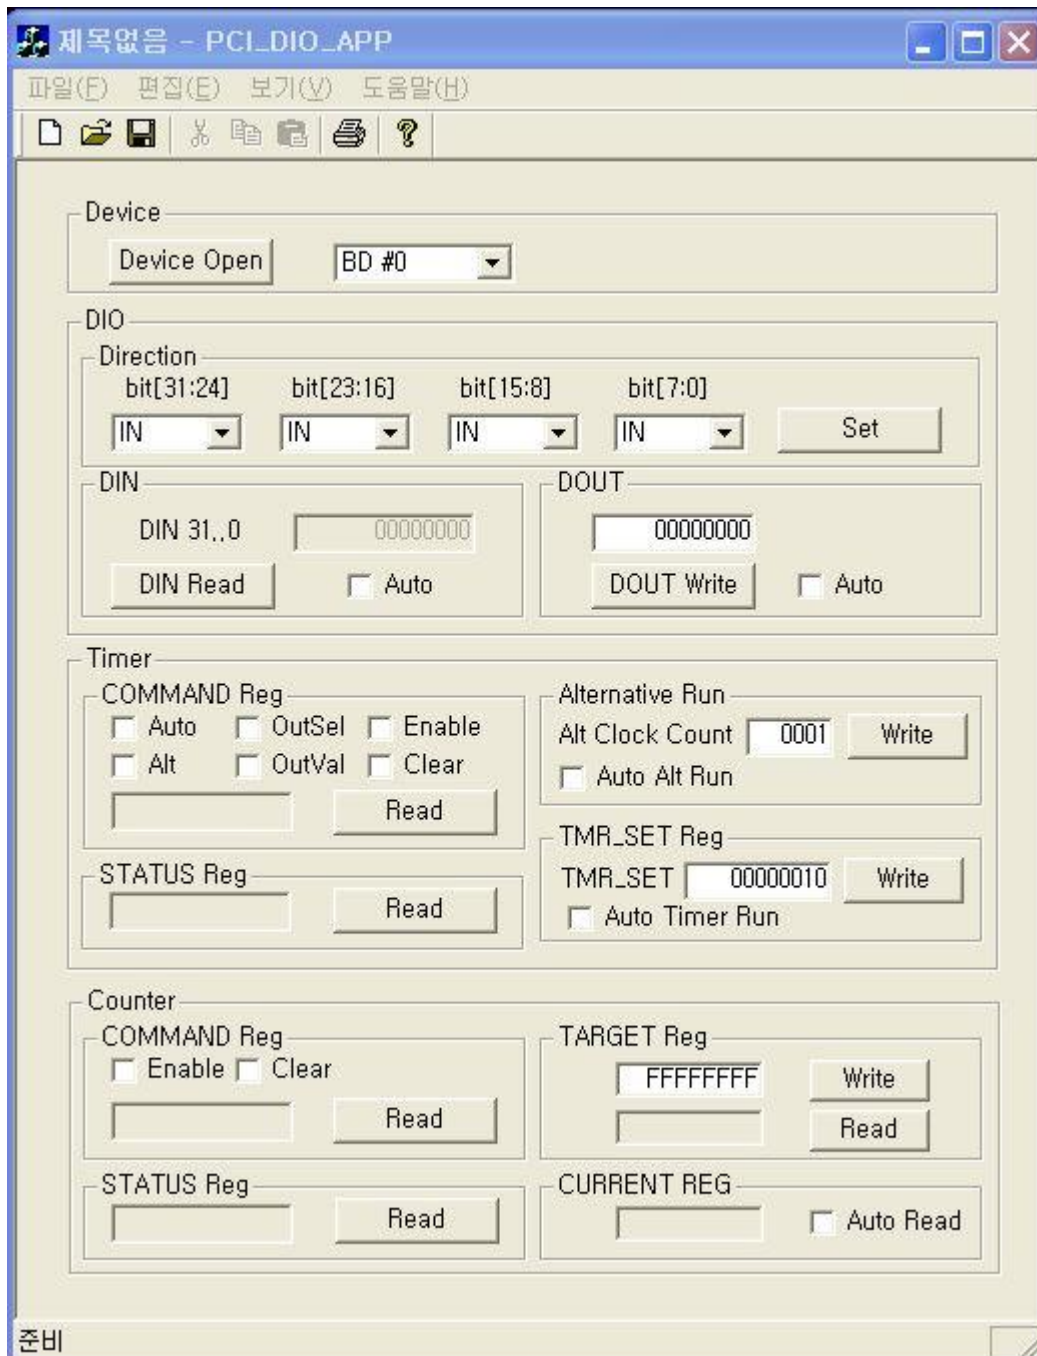 제목없음 - PCI_DIO_APP
파일(F) 편집(E) 보기(V) 도움말(H)
Device
Device Open BD #0
DIO
Direction
bit[31:24] bit[23:16] bit[15:8] bit[7:0]
IN IN IN IN Set
DIN
DIN 31,,0 00000000
DIN Read Auto
DOUT
00000000
DOUT Write Auto
Timer
COMMAND Reg
Auto OutSel Enable
Alt OutVal Clear
Read
STATUS Reg
Read
Alternative Run
Alt Clock Count 0001 Write
Auto Alt Run
TMR_SET Reg
TMR_SET 00000010 Write
Auto Timer Run
Counter
COMMAND Reg
Enable Clear
Read
STATUS Reg
Read
TARGET Reg
FFFFFFFF Write
Read
CURRENT REG
Auto Read
준비